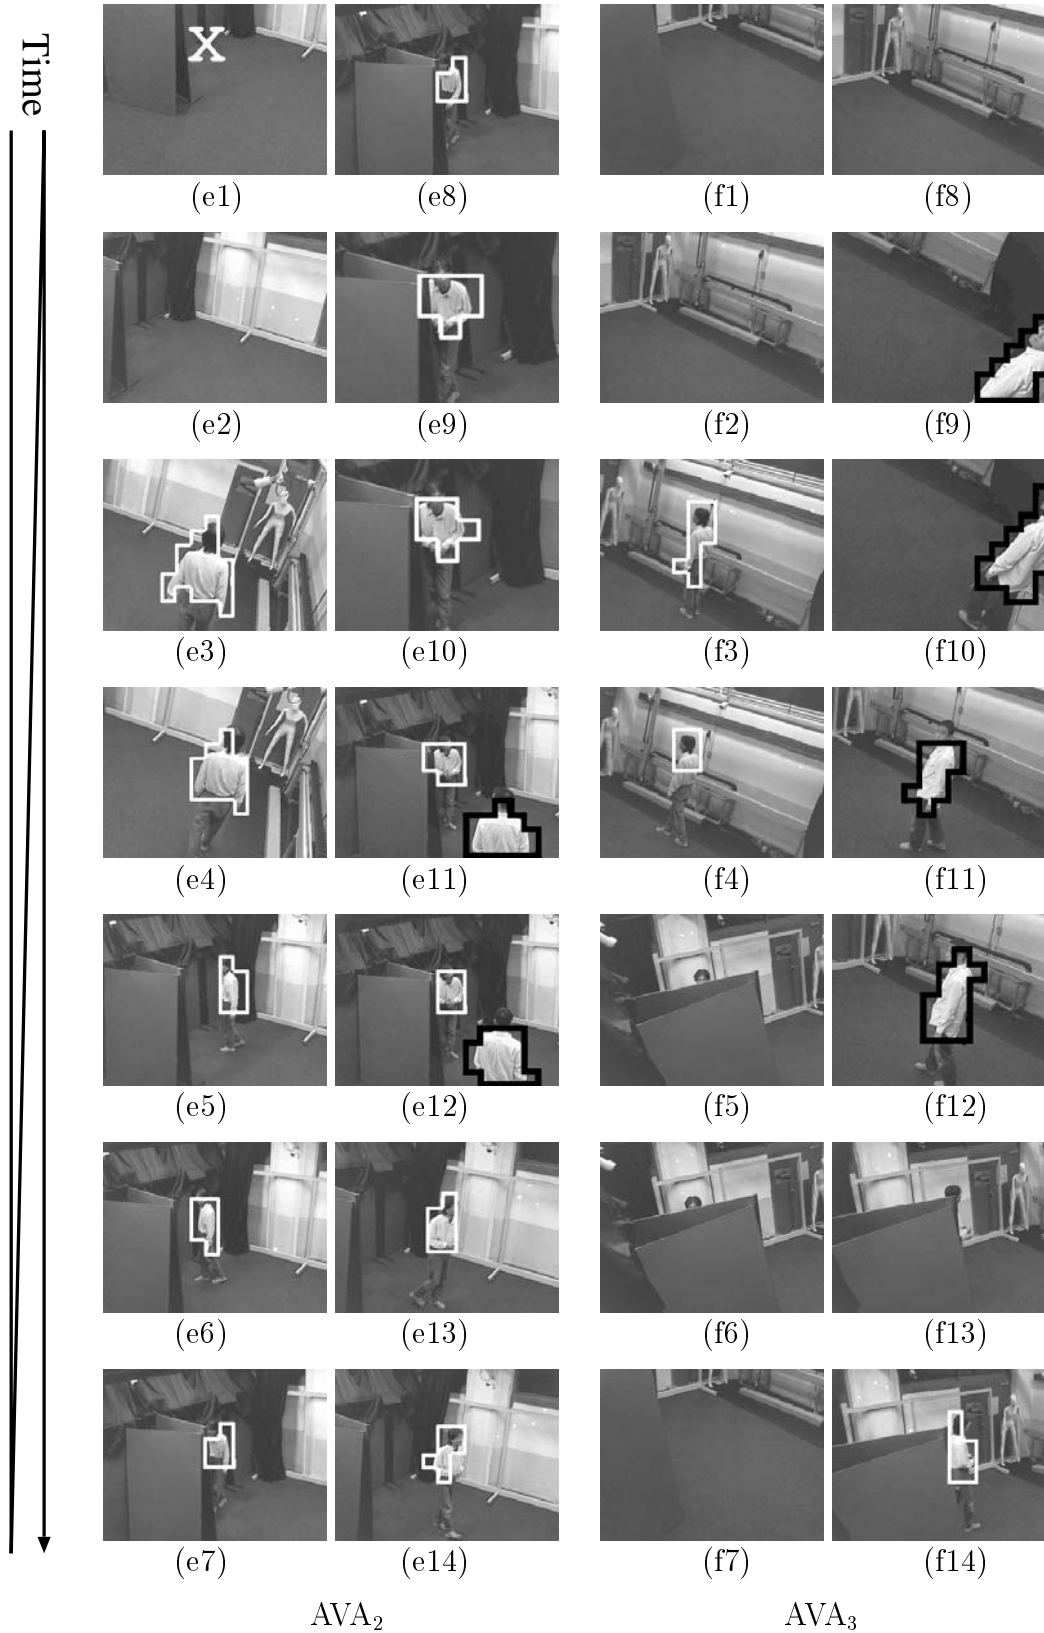 Time
X
(e1) (e8) (f1) (f8)
(e2) (e9) (f2) (f9)
(e3) (e10) (f3) (f10)
(e4) (e11) (f4) (f11)
(e5) (e12) (f5) (f12)
(e6) (e13) (f6) (f13)
(e7) (e14) (f7) (f14)
AVA₂ AVA₃